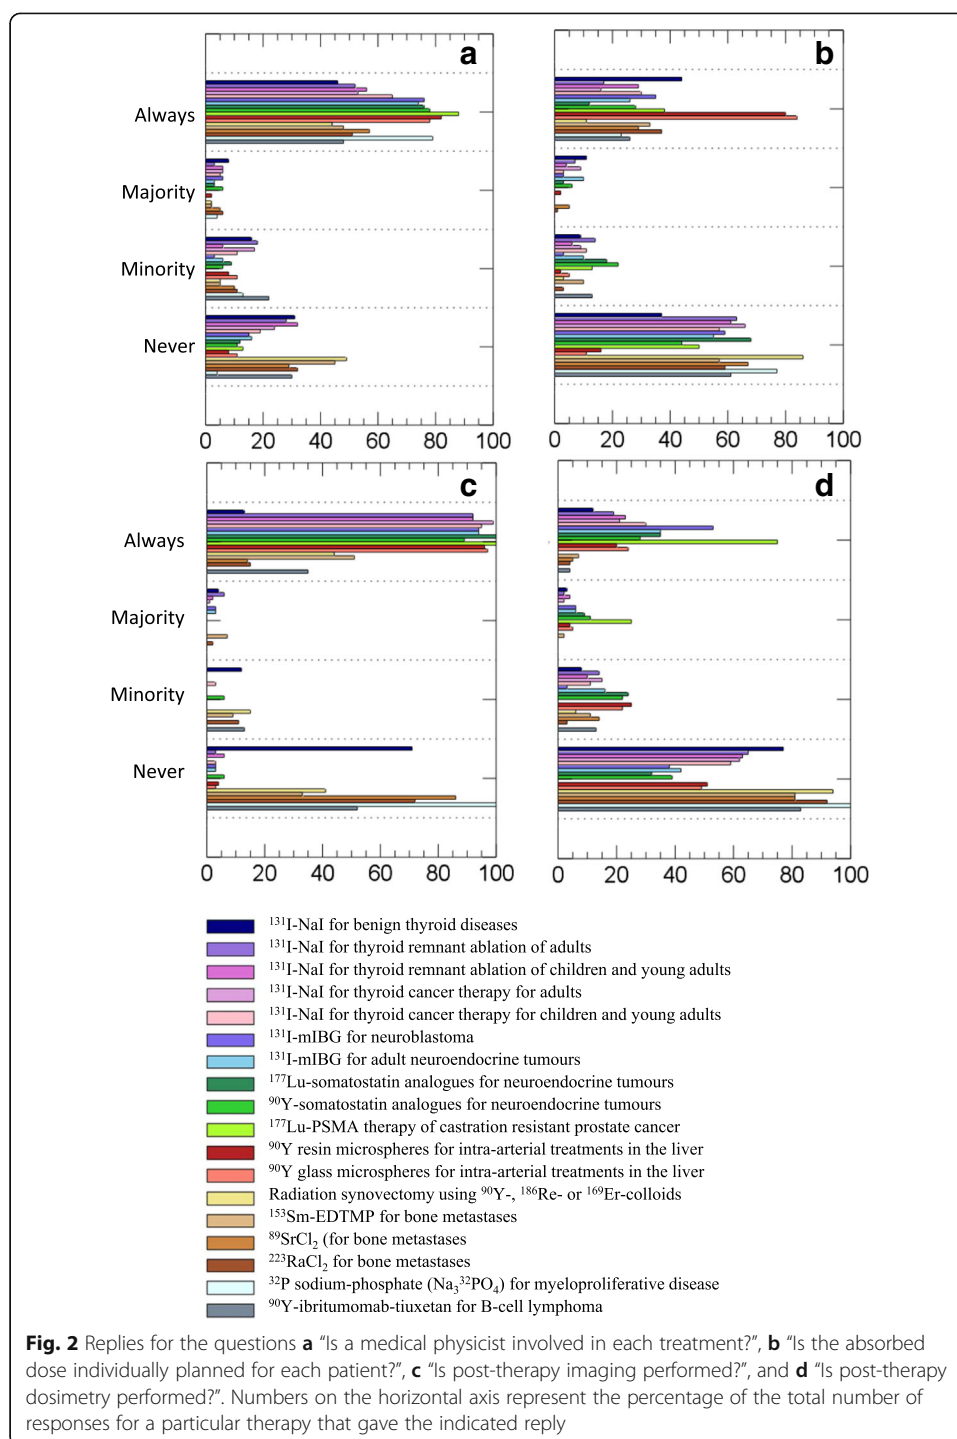 a
b
Always
Majority
Minority
Never
0 20 40 60 80 100
0 20 40 60 80 100
c
d
Always
Majority
Minority
Never
0 20 40 60 80 100
0 20 40 60 80 100
¹³¹I-NaI for benign thyroid diseases
¹³¹I-NaI for thyroid remnant ablation of adults
¹³¹I-NaI for thyroid remnant ablation of children and young adults
¹³¹I-NaI for thyroid cancer therapy for adults
¹³¹I-NaI for thyroid cancer therapy for children and young adults
¹³¹I-mIBG for neuroblastoma
¹³¹I-mIBG for adult neuroendocrine tumours
¹⁷⁷Lu-somatostatin analogues for neuroendocrine tumours
⁹⁰Y-somatostatin analogues for neuroendocrine tumours
¹⁷⁷Lu-PSMA therapy of castration resistant prostate cancer
⁹⁰Y resin microspheres for intra-arterial treatments in the liver
⁹⁰Y glass microspheres for intra-arterial treatments in the liver
Radiation synovectomy using ⁹⁰Y-, ¹⁸⁶Re- or ¹⁶⁹Er-colloids
¹⁵³Sm-EDTMP for bone metastases
⁸⁹SrCl₂ (for bone metastases
²²³RaCl₂ for bone metastases
³²P sodium-phosphate (Na₃³²PO₄) for myeloproliferative disease
⁹⁰Y-ibritumomab-tiuxetan for B-cell lymphoma
Fig. 2 Replies for the questions a “Is a medical physicist involved in each treatment?”, b “Is the absorbed
dose individually planned for each patient?”, c “Is post-therapy imaging performed?”, and d “Is post-therapy
dosimetry performed?”. Numbers on the horizontal axis represent the percentage of the total number of
responses for a particular therapy that gave the indicated reply